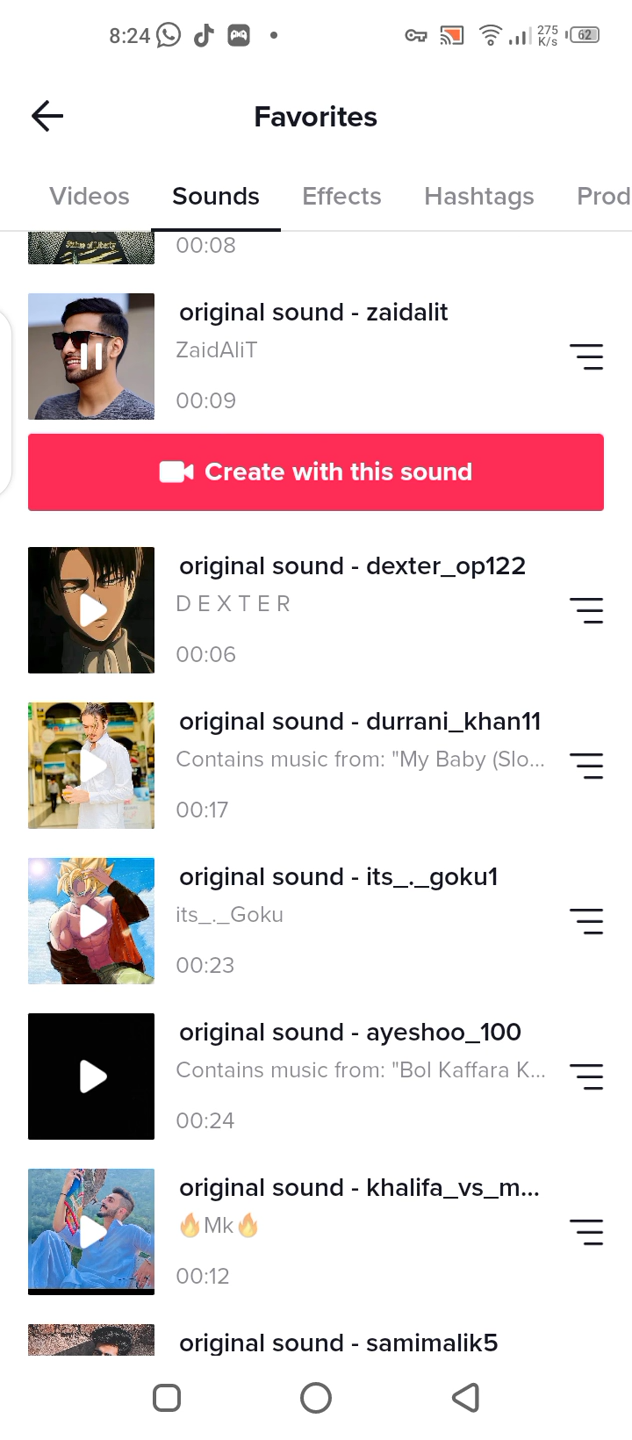 8:24
275
K/s
62
Favorites
Videos Sounds Effects Hashtags Prod
Statue of Liberty
00:08
original sound - zaidalit
ZaidAliT
00:09
Create with this sound
original sound - dexter_op122
D E X T E R
00:06
original sound - durrani_khan11
Contains music from: "My Baby (Slo...
00:17
original sound - its_._goku1
its_._Goku
00:23
original sound - ayeshoo_100
Contains music from: "Bol Kaffara K...
00:24
original sound - khalifa_vs_m...
🔥Mk🔥
00:12
original sound - samimalik5